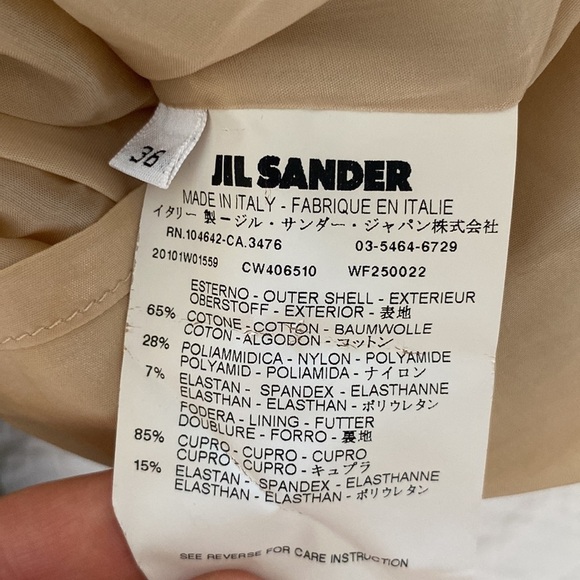 36
JIL SANDER
MADE IN ITALY - FABRIQUE EN ITALIE
イタリー 製 ージル・サンダー・ジャパン株式会社
RN.104642-CA.3476 03-5464-6729
20101W01559 CW406510 WF250022
ESTERNO - OUTER SHELL - EXTERIEUR
OBERSTOFF - EXTERIOR - 表地
65% COTONE - COTTON - BAUMWOLLE
COTON - ALGODON - コットン
28% POLIAMMIDICA - NYLON - POLYAMIDE
POLYAMID - POLIAMIDA - ナイロン
7% ELASTAN - SPANDEX - ELASTHANNE
ELASTHAN - ELASTHAN - ポリウレタン
FODERA - LINING - FUTTER
DOUBLURE - FORRO - 裏地
85% CUPRO - CUPRO - CUPRO
CUPRO - CUPRO - キュプラ
15% ELASTAN - SPANDEX - ELASTHANNE
ELASTHAN - ELASTHAN - ポリウレタン
SEE REVERSE FOR CARE INSTRUCTION